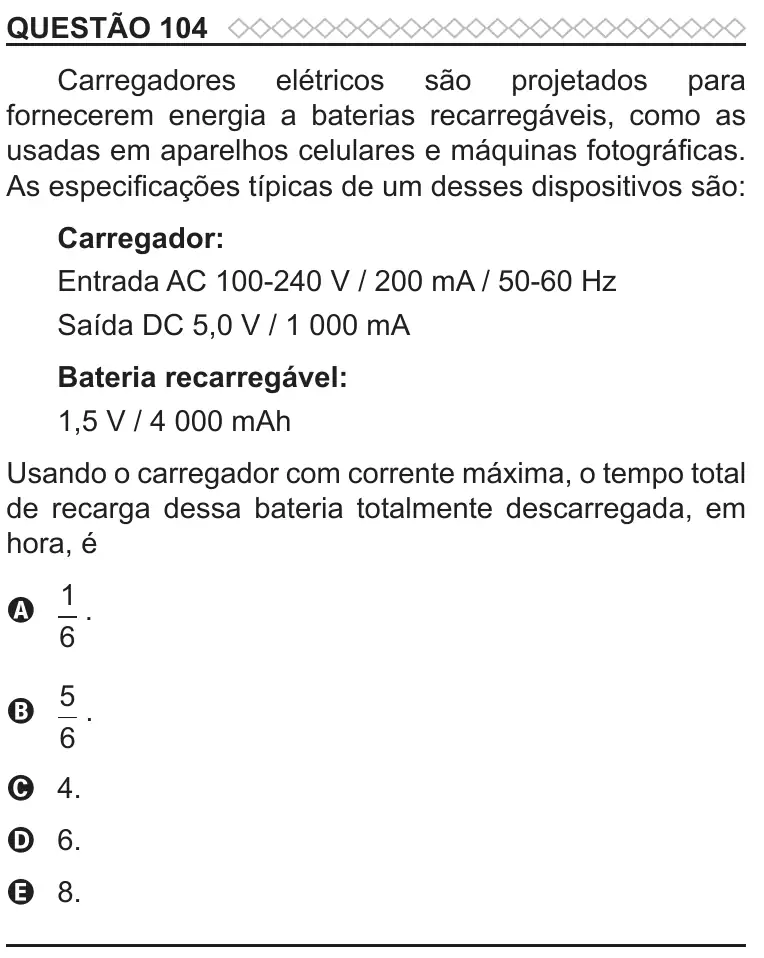 QUESTÃO 104
Carregadores elétricos são projetados para
fornecerem energia a baterias recarregáveis, como as
usadas em aparelhos celulares e máquinas fotográficas.
As especificações típicas de um desses dispositivos são:
Carregador:
Entrada AC 100-240 V / 200 mA / 50-60 Hz
Saída DC 5,0 V / 1 000 mA
Bateria recarregável:
1,5 V / 4 000 mAh
Usando o carregador com corrente máxima, o tempo total
de recarga dessa bateria totalmente descarregada, em
hora, é
A 1/6 .
B 5/6 .
C 4.
D 6.
E 8.